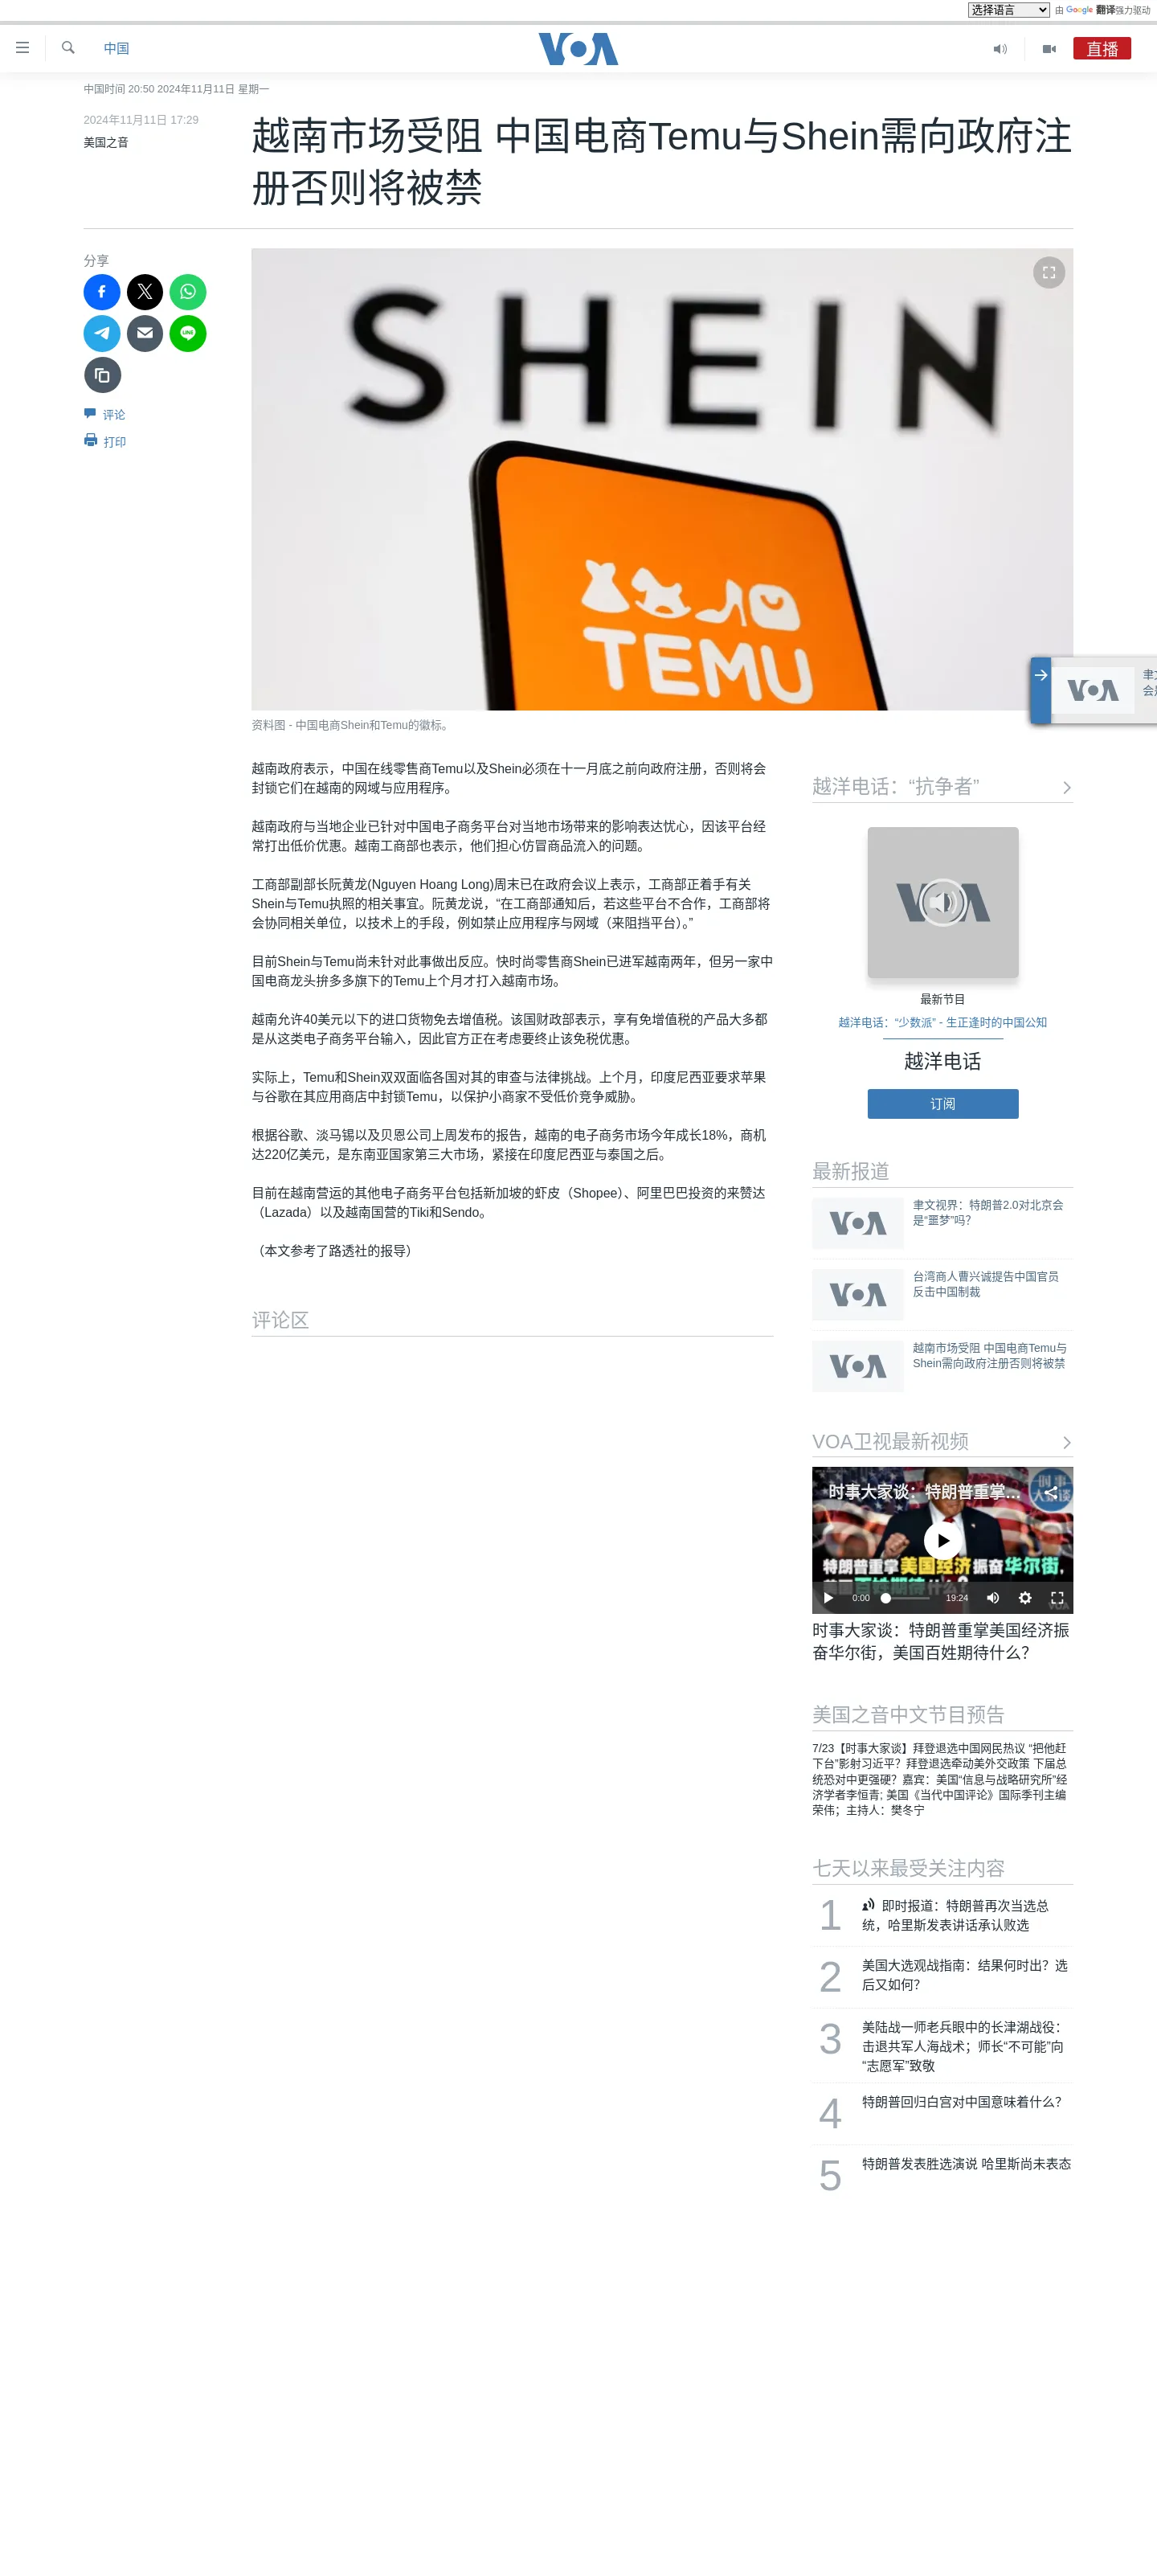 选择语言 由 Google 翻译强力驱动
中国
VOA
直播
中国时间 20:50 2024年11月11日 星期一
2024年11月11日 17:29
美国之音
越南市场受阻 中国电商Temu与Shein需向政府注
册否则将被禁
分享
评论
打印
SHEIN
TEMU
资料图 - 中国电商Shein和Temu的徽标。
VOA
越南政府表示，中国在线零售商Temu以及Shein必须在十一月底之前向政府注册，否则将会
封锁它们在越南的网域与应用程序。
越南政府与当地企业已针对中国电子商务平台对当地市场带来的影响表达忧心，因该平台经
常打出低价优惠。越南工商部也表示，他们担心仿冒商品流入的问题。
工商部副部长阮黄龙(Nguyen Hoang Long)周末已在政府会议上表示，工商部正着手有关
Shein与Temu执照的相关事宜。阮黄龙说，“在工商部通知后，若这些平台不合作，工商部将
会协同相关单位，以技术上的手段，例如禁止应用程序与网域（来阻挡平台）。”
目前Shein与Temu尚未针对此事做出反应。快时尚零售商Shein已进军越南两年，但另一家中
国电商龙头拼多多旗下的Temu上个月才打入越南市场。
越南允许40美元以下的进口货物免去增值税。该国财政部表示，享有免增值税的产品大多都
是从这类电子商务平台输入，因此官方正在考虑要终止该免税优惠。
实际上，Temu和Shein双双面临各国对其的审查与法律挑战。上个月，印度尼西亚要求苹果
与谷歌在其应用商店中封锁Temu，以保护小商家不受低价竞争威胁。
根据谷歌、淡马锡以及贝恩公司上周发布的报告，越南的电子商务市场今年成长18%，商机
达220亿美元，是东南亚国家第三大市场，紧接在印度尼西亚与泰国之后。
目前在越南营运的其他电子商务平台包括新加坡的虾皮（Shopee）、阿里巴巴投资的来赞达
（Lazada）以及越南国营的Tiki和Sendo。
（本文参考了路透社的报导）
评论区
越洋电话：“抗争者”
VOA
最新节目
越洋电话：“少数派” - 生正逢时的中国公知
越洋电话
订阅
最新报道
VOA
聿文视界：特朗普2.0对北京会
是“噩梦”吗？
VOA
台湾商人曹兴诚提告中国官员
反击中国制裁
VOA
越南市场受阻 中国电商Temu与
Shein需向政府注册否则将被禁
VOA卫视最新视频
时事大家谈：特朗普重掌...
特朗普重掌美国经济振奋华尔街，
0:00
19:24
时事大家谈：特朗普重掌美国经济振
奋华尔街，美国百姓期待什么？
美国之音中文节目预告
7/23【时事大家谈】拜登退选中国网民热议 “把他赶
下台”影射习近平？拜登退选牵动美外交政策 下届总
统恐对中更强硬？嘉宾：美国“信息与战略研究所”经
济学者李恒青; 美国《当代中国评论》国际季刊主编
荣伟；主持人：樊冬宁
七天以来最受关注内容
1
即时报道：特朗普再次当选总
统，哈里斯发表讲话承认败选
2
美国大选观战指南：结果何时出？选
后又如何？
3
美陆战一师老兵眼中的长津湖战役：
击退共军人海战术；师长“不可能”向
“志愿军”致敬
4
特朗普回归白宫对中国意味着什么？
5
特朗普发表胜选演说 哈里斯尚未表态